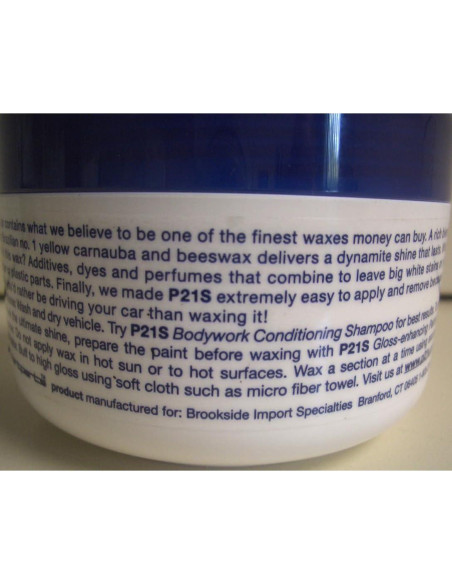 contains what we believe to be one of the finest waxes money can buy. A rich
no. 1 yellow carnauba and beeswax delivers a dynamite shine that lasts.
wax? Additives, dyes and perfumes that combine to leave big white stains
plastic parts. Finally, we made P21S extremely easy to apply and remove
rather be driving your car than waxing it!
Wash and dry vehicle. Try P21S Bodywork Conditioning Shampoo for best results.
ultimate shine, prepare the paint before waxing with P21S Gloss-enhancing
not apply wax in hot sun or to hot surfaces. Wax a section at a time using
Buf to high gloss using soft cloth such as micro fiber towel. Visit us at
product manufactured for: Brookside Import Specialties Branford, CT 06405